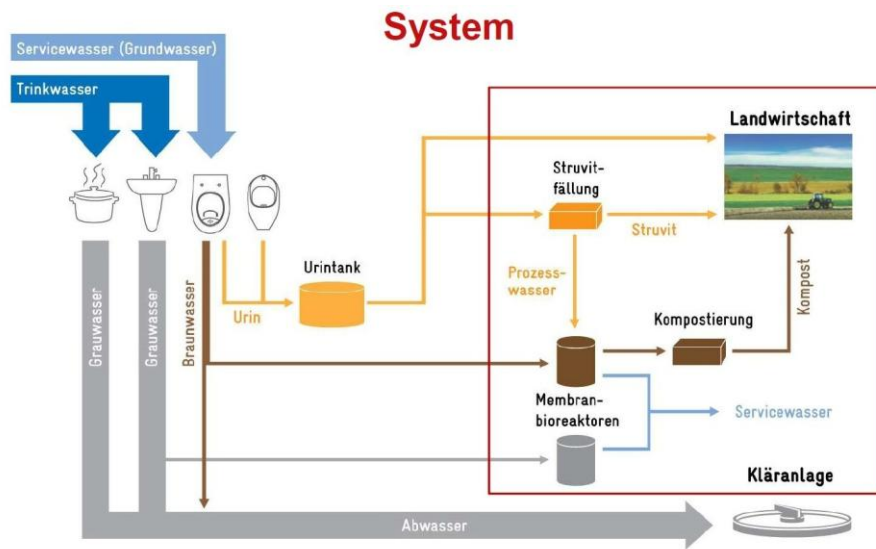 System
Servicewasser (Grundwasser)
Trinkwasser
Landwirtschaft
Struvit-
fällung
Struvit
Urintank
Prozess-
wasser
Urin
Kompostierung
Kompost
Grauwasser
Grauwasser
Braunwasser
Membran-
bioreaktoren
Servicewasser
Kläranlage
Abwasser